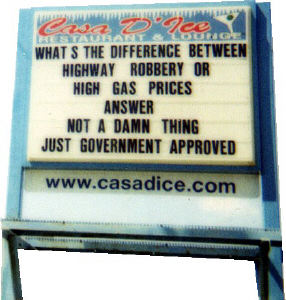 Casa D'Ice
RESTAURANT & LOUNGE
WHAT S THE DIFFERENCE BETWEEN
HIGHWAY ROBBERY OR
HIGH GAS PRICES
ANSWER
NOT A DAMN THING
JUST GOVERNMENT APPROVED
www.casadice.com